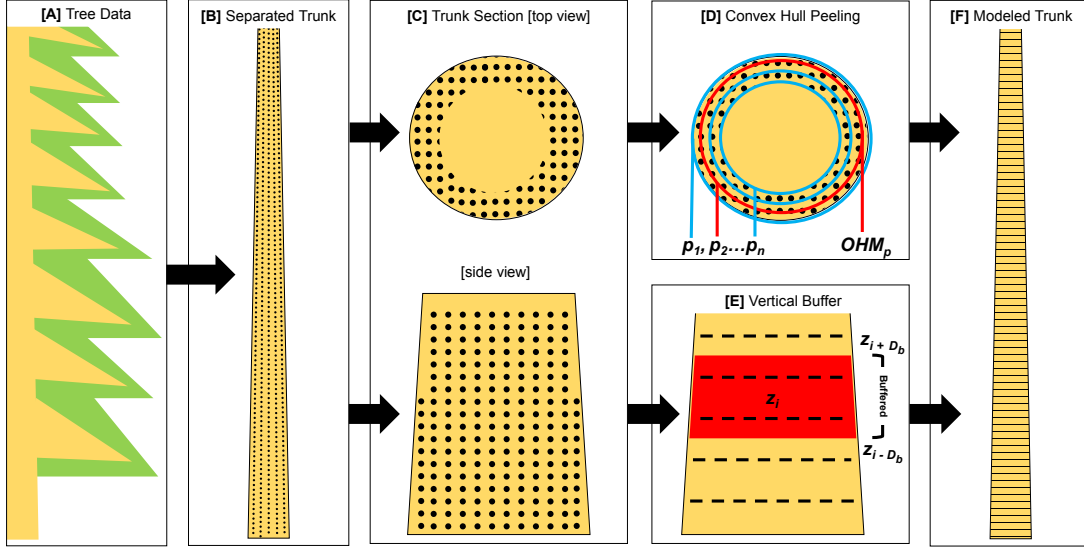 [A] Tree Data
[B] Separated Trunk
[C] Trunk Section [top view]
[D] Convex Hull Peeling
[F] Modeled Trunk
p1, p2...pn
OHMp
[side view]
[E] Vertical Buffer
zi + Db
Buffered
zi
zi - Db